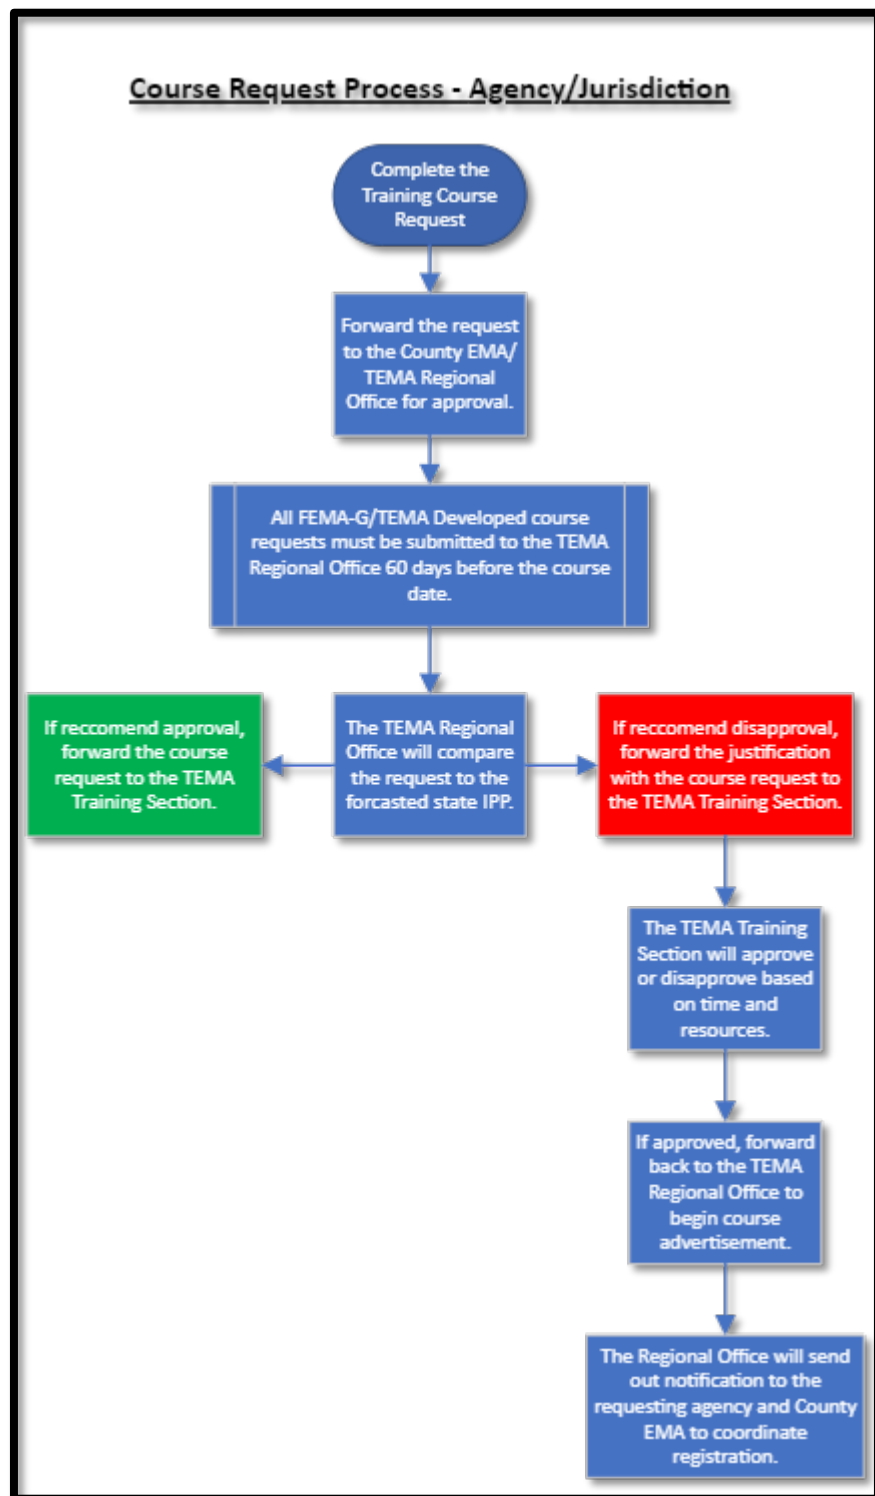 Course Request Process - Agency/Jurisdiction
Complete the
Training Course
Request
Forward the request
to the County EMA/
TEMA Regional
Office for approval.
All FEMA-G/TEMA Developed course
requests must be submitted to the TEMA
Regional Office 60 days before the course
date.
If reccomend approval,
forward the course
request to the TEMA
Training Section.
The TEMA Regional
Office will compare
the request to the
forcasted state IPP.
If reccomend disapproval,
forward the justification
with the course request to
the TEMA Training Section.
The TEMA Training
Section will approve
or disapprove based
on time and
resources.
If approved, forward
back to the TEMA
Regional Office to
begin course
advertisement.
The Regional Office will send
out notification to the
requesting agency and County
EMA to coordinate
registration.